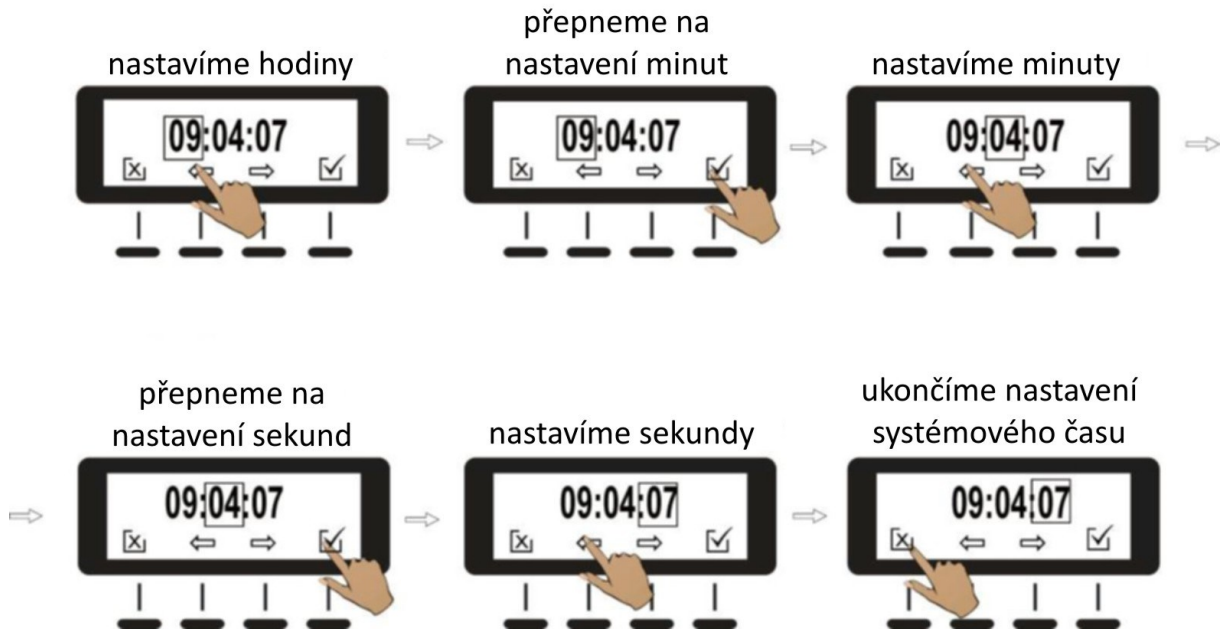 nastavíme hodiny
09:04:07
přepneme na
nastavení minut
09:04:07
nastavíme minuty
09:04:07
přepneme na
nastavení sekund
09:04:07
nastavíme sekundy
09:04:07
ukončíme nastavení
systémového času
09:04:07